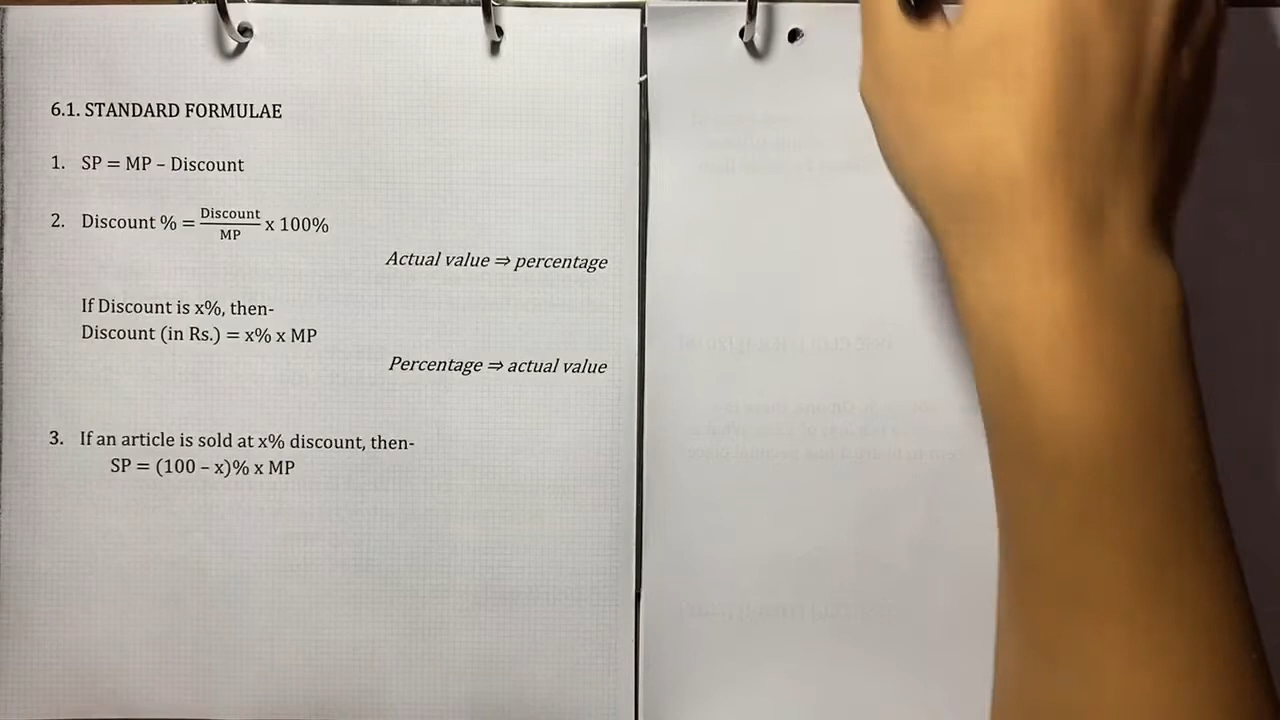 6.1. STANDARD FORMULAE
1. SP = MP – Discount
2. Discount % = Discount/MP x 100%
Actual value ⇒ percentage
If Discount is x%, then-
Discount (in Rs.) = x% x MP
Percentage ⇒ actual value
3. If an article is sold at x% discount, then-
SP = (100 – x)% x MP